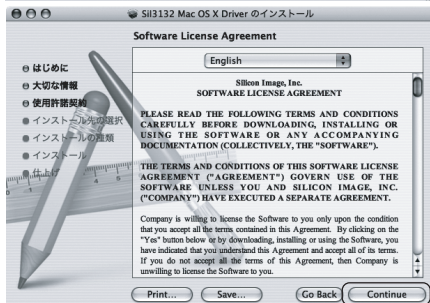 SiI3132 Mac OS X Driver のインストール
Software License Agreement
English
はじめに
大切な情報
使用許諾契約
インストール先の選択
インストールの種類
インストール
仕上げ
Silicon Image, Inc.
SOFTWARE LICENSE AGREEMENT
PLEASE READ THE FOLLOWING TERMS AND CONDITIONS
CAREFULLY BEFORE DOWNLOADING, INSTALLING OR
USING THE SOFTWARE OR ANY ACCOMPANYING
DOCUMENTATION (COLLECTIVELY, THE "SOFTWARE").
THE TERMS AND CONDITIONS OF THIS SOFTWARE LICENSE
AGREEMENT ("AGREEMENT") GOVERN USE OF THE
SOFTWARE UNLESS YOU AND SILICON IMAGE, INC.
("COMPANY") HAVE EXECUTED A SEPARATE AGREEMENT.
Company is willing to license the Software to you only upon the condition
that you accept all the terms contained in this Agreement. By clicking on the
"Yes" button below or by downloading, installing or using the Software, you
have indicated that you understand this Agreement and accept all of its terms.
If you do not accept all the terms of this Agreement, then Company is
unwilling to license the Software to you.
Print...
Save...
Go Back
Continue